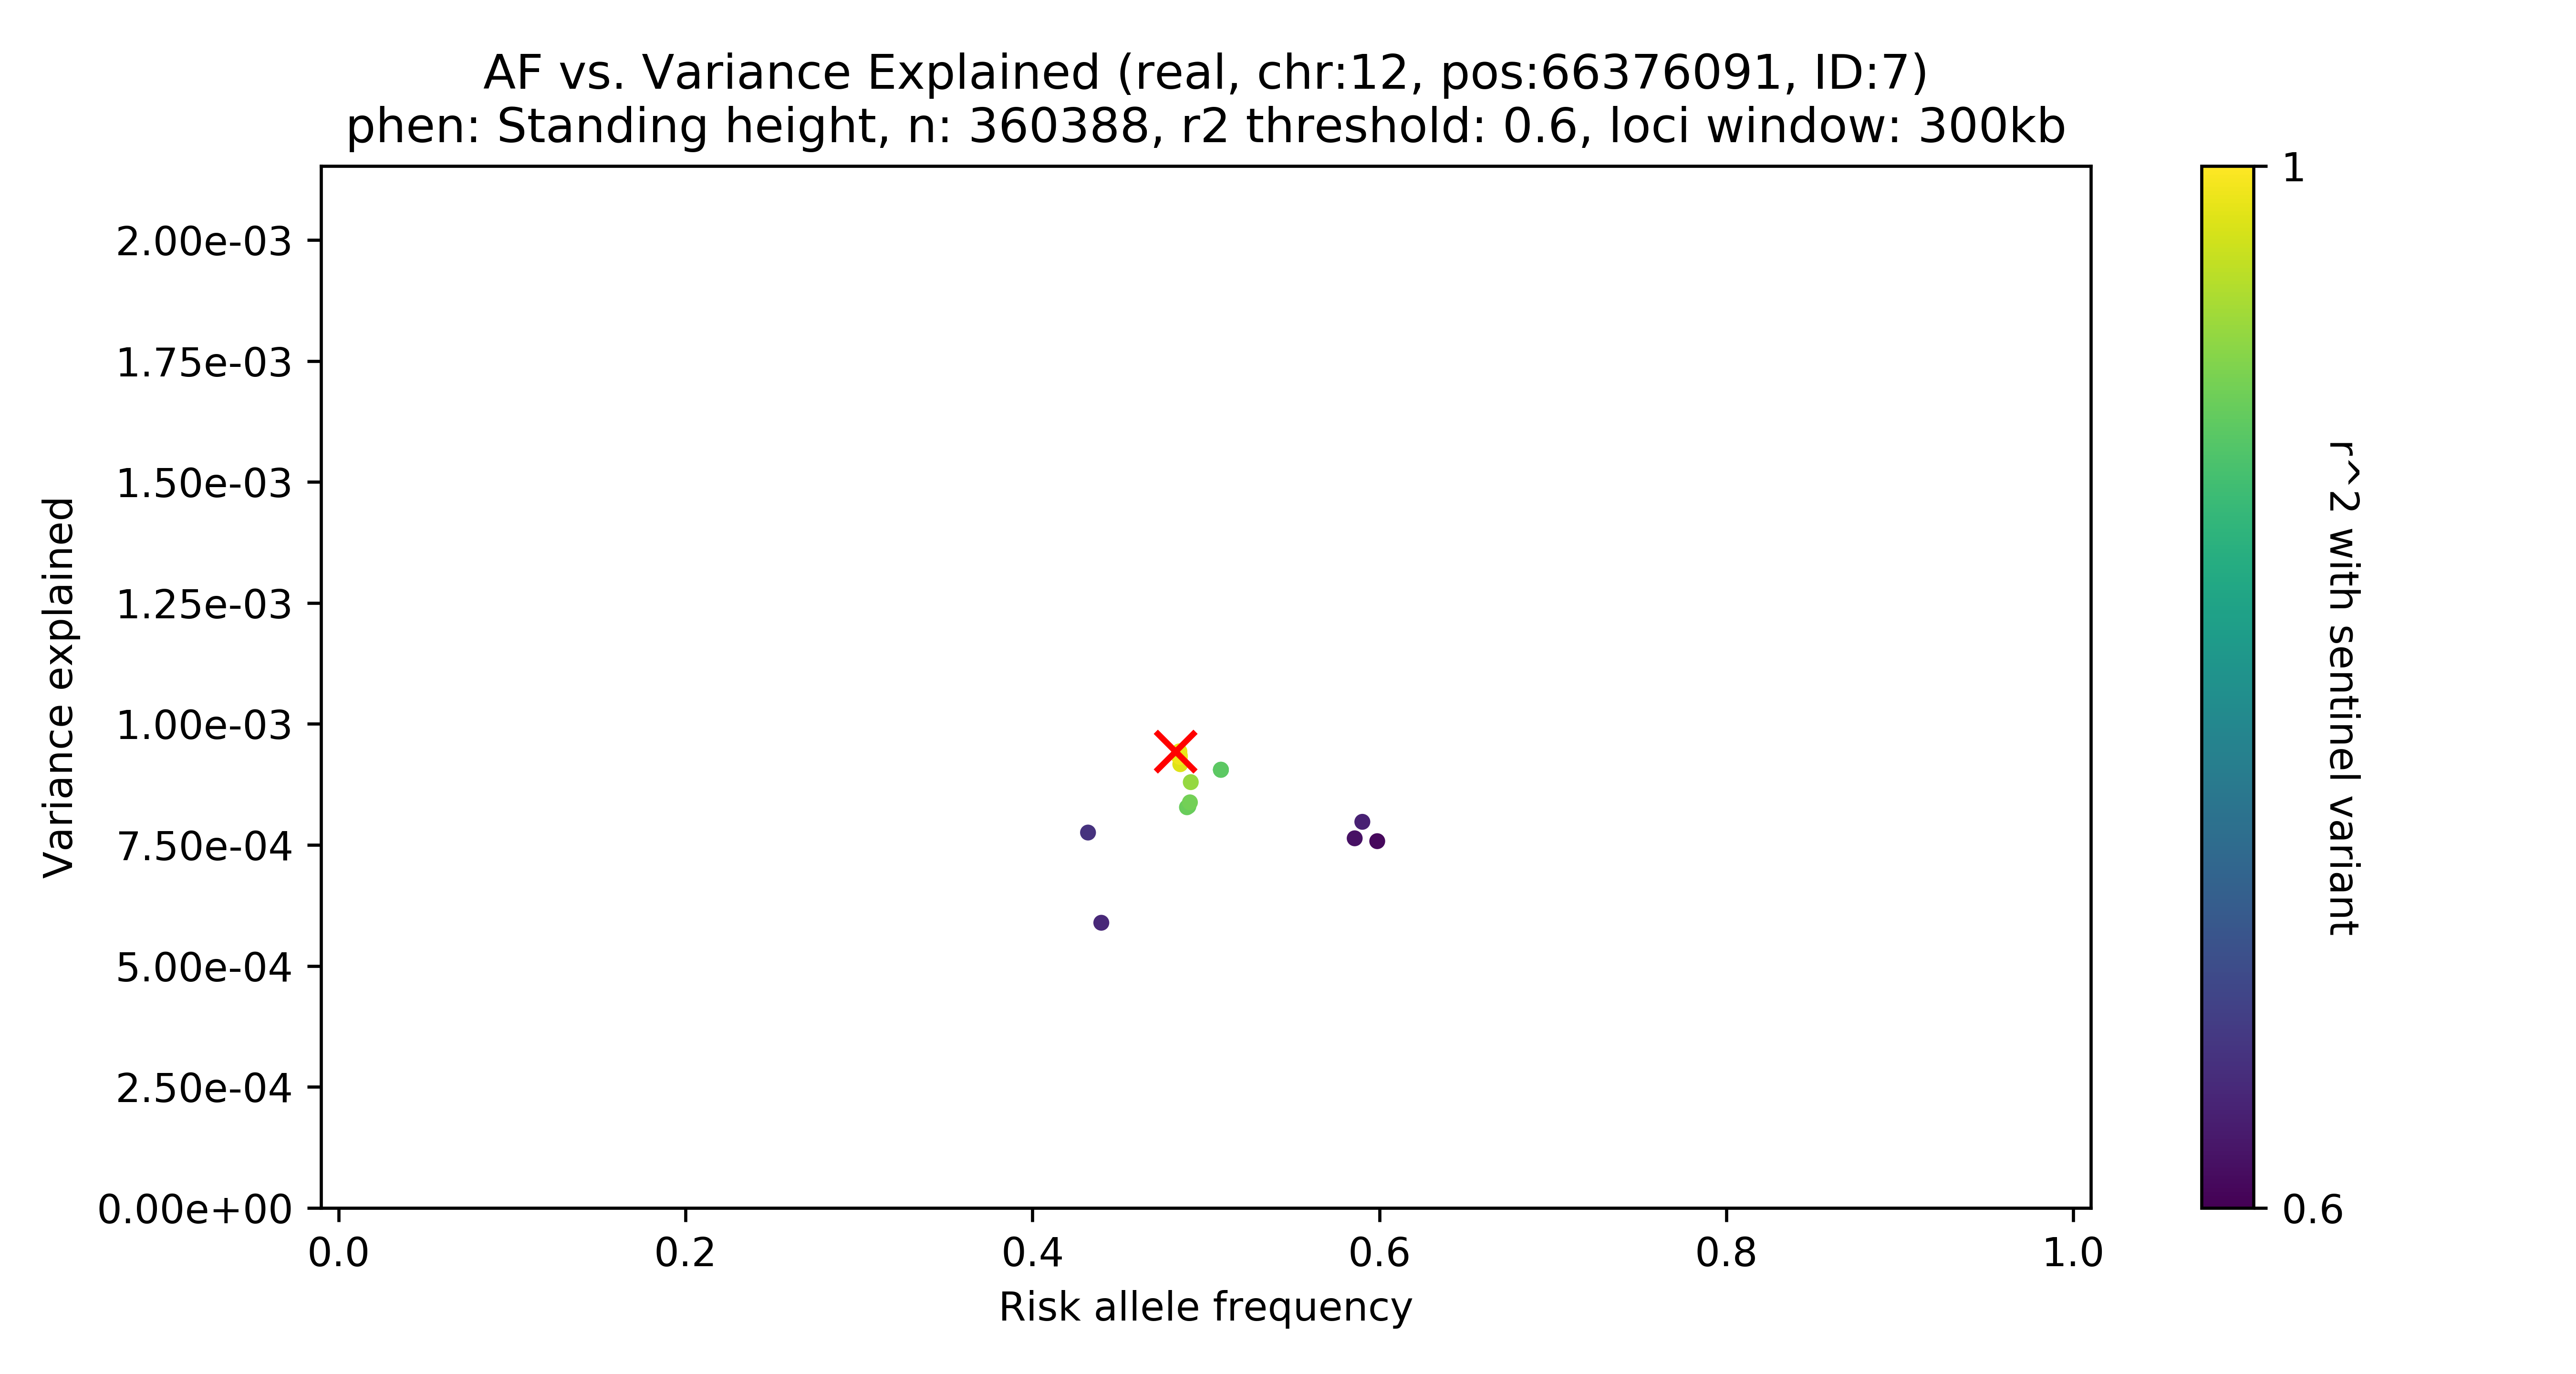 AF vs. Variance Explained (real, chr:12, pos:66376091, ID:7)
phen: Standing height, n: 360388, r2 threshold: 0.6, loci window: 300kb
2.00e-03
1.75e-03
1.50e-03
1.25e-03
1.00e-03
7.50e-04
5.00e-04
2.50e-04
0.00e+00
Variance explained
0.0 0.2 0.4 0.6 0.8 1.0
Risk allele frequency
1
0.6
r^2 with sentinel variant